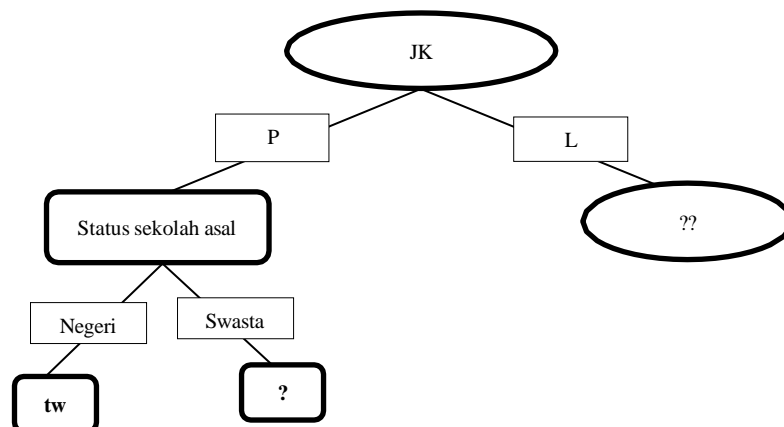 JK
P
L
Status sekolah asal
??
Negeri
Swasta
tw
?